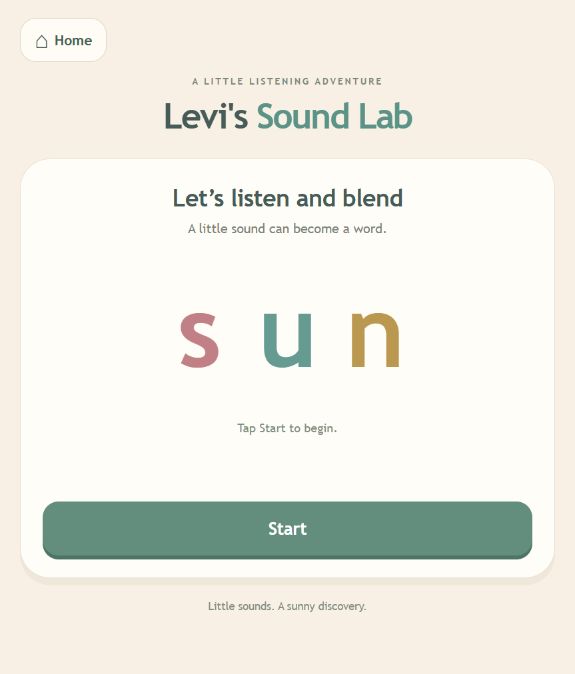 Home
A LITTLE LISTENING ADVENTURE
Levi's Sound Lab
Let’s listen and blend
A little sound can become a word.
s u n
Tap Start to begin.
Start
Little sounds. A sunny discovery.